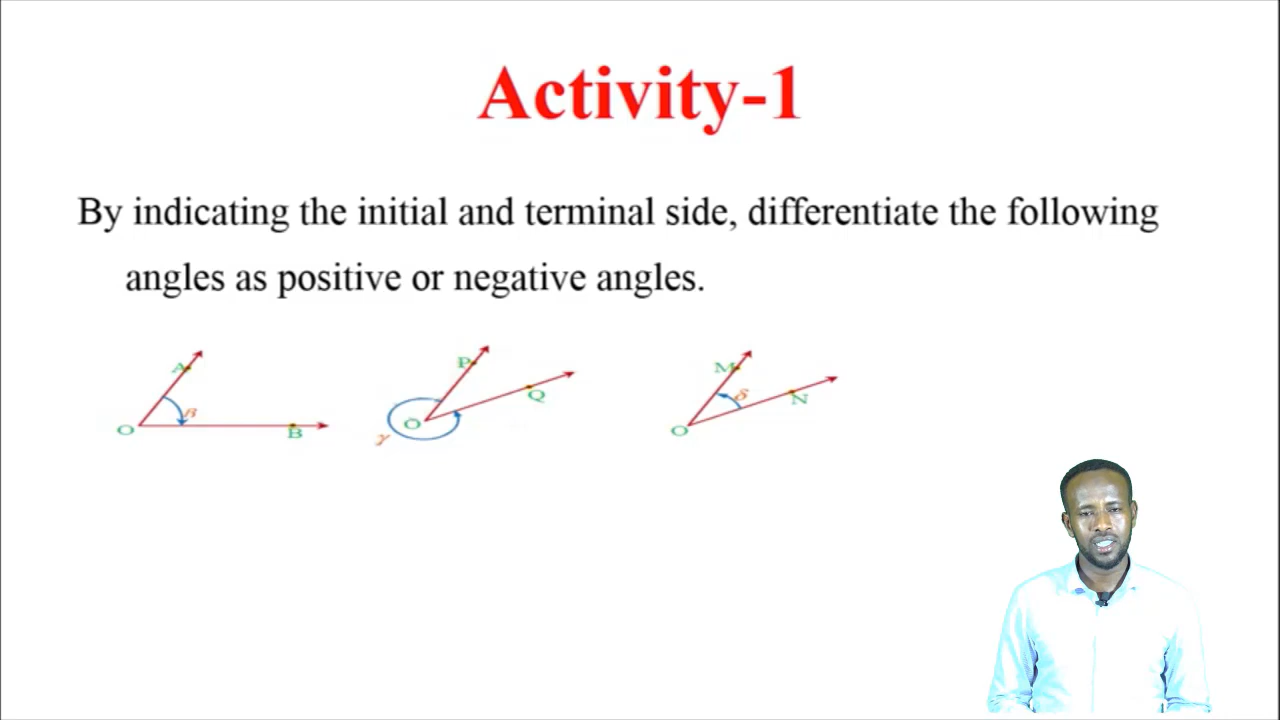 Activity-1
By indicating the initial and terminal side, differentiate the following
angles as positive or negative angles.
A
β
O
B
P
Q
O
γ
M
δ
N
O